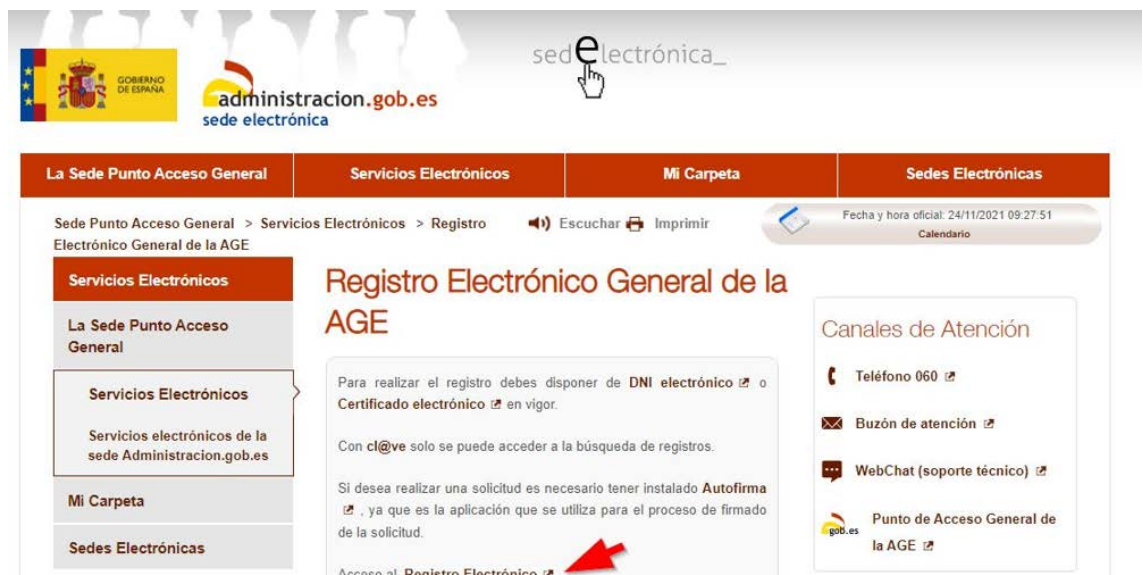 GOBIERNO
DE ESPAÑA
administracion.gob.es
sede electrónica
sedelectrónica_
La Sede Punto Acceso General
Servicios Electrónicos
Mi Carpeta
Sedes Electrónicas
Sede Punto Acceso General > Servicios Electrónicos > Registro
Electrónico General de la AGE
Escuchar
Imprimir
Fecha y hora oficial: 24/11/2021 09:27:51
Calendario
Servicios Electrónicos
La Sede Punto Acceso
General
Servicios Electrónicos
Servicios electrónicos de la
sede Administracion.gob.es
Mi Carpeta
Sedes Electrónicas
Registro Electrónico General de la
AGE
Para realizar el registro debes disponer de DNI electrónico o
Certificado electrónico en vigor.
Con cl@ve solo se puede acceder a la búsqueda de registros.
Si desea realizar una solicitud es necesario tener instalado Autofirma
, ya que es la aplicación que se utiliza para el proceso de firmado
de la solicitud.
Acceso al Registro Electrónico
Canales de Atención
Teléfono 060
Buzón de atención
WebChat (soporte técnico)
gob.es
Punto de Acceso General de
la AGE